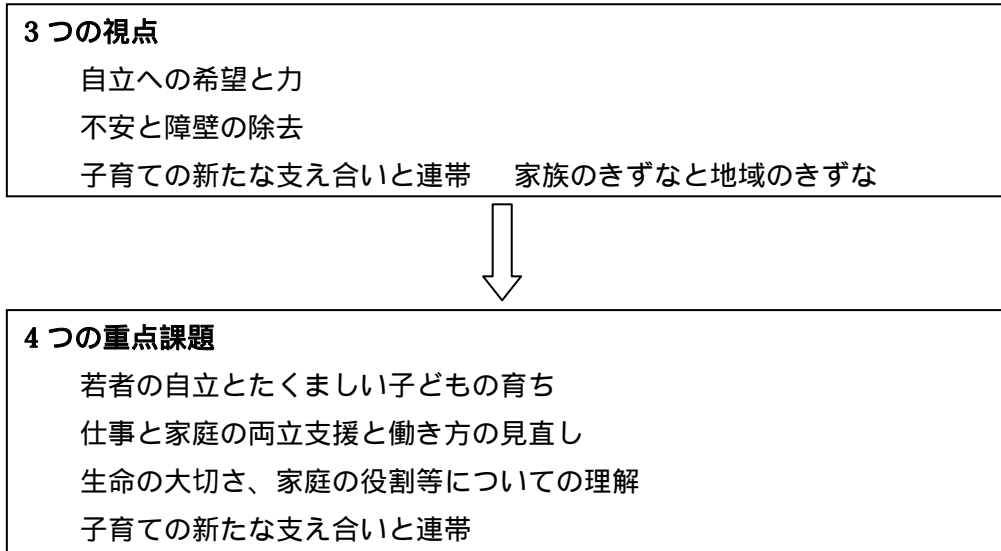 3 つの視点
自立への希望と力
不安と障壁の除去
子育ての新たな支え合いと連帯　家族のきずなと地域のきずな
4 つの重点課題
若者の自立とたくましい子どもの育ち
仕事と家庭の両立支援と働き方の見直し
生命の大切さ、家庭の役割等についての理解
子育ての新たな支え合いと連帯